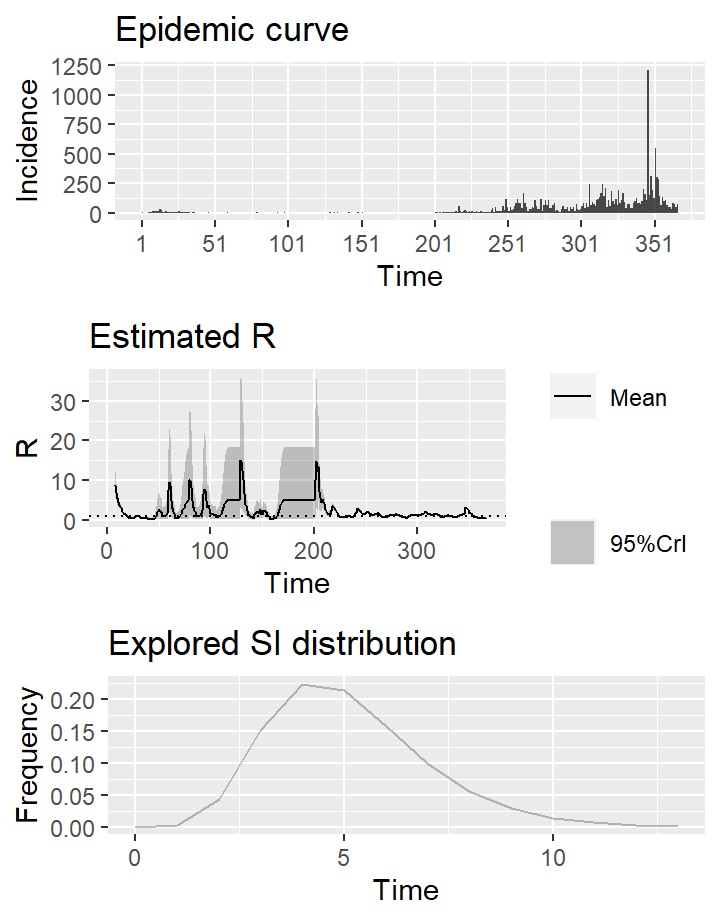 Epidemic curve
1250
1000
750
500
250
0
Incidence
1 51 101 151 201 251 301 351
Time
Estimated R
30
20
10
0
R
0 100 200 300
Time
Mean
95%CrI
Explored SI distribution
0.20
0.15
0.10
0.05
0.00
Frequency
0 5 10
Time